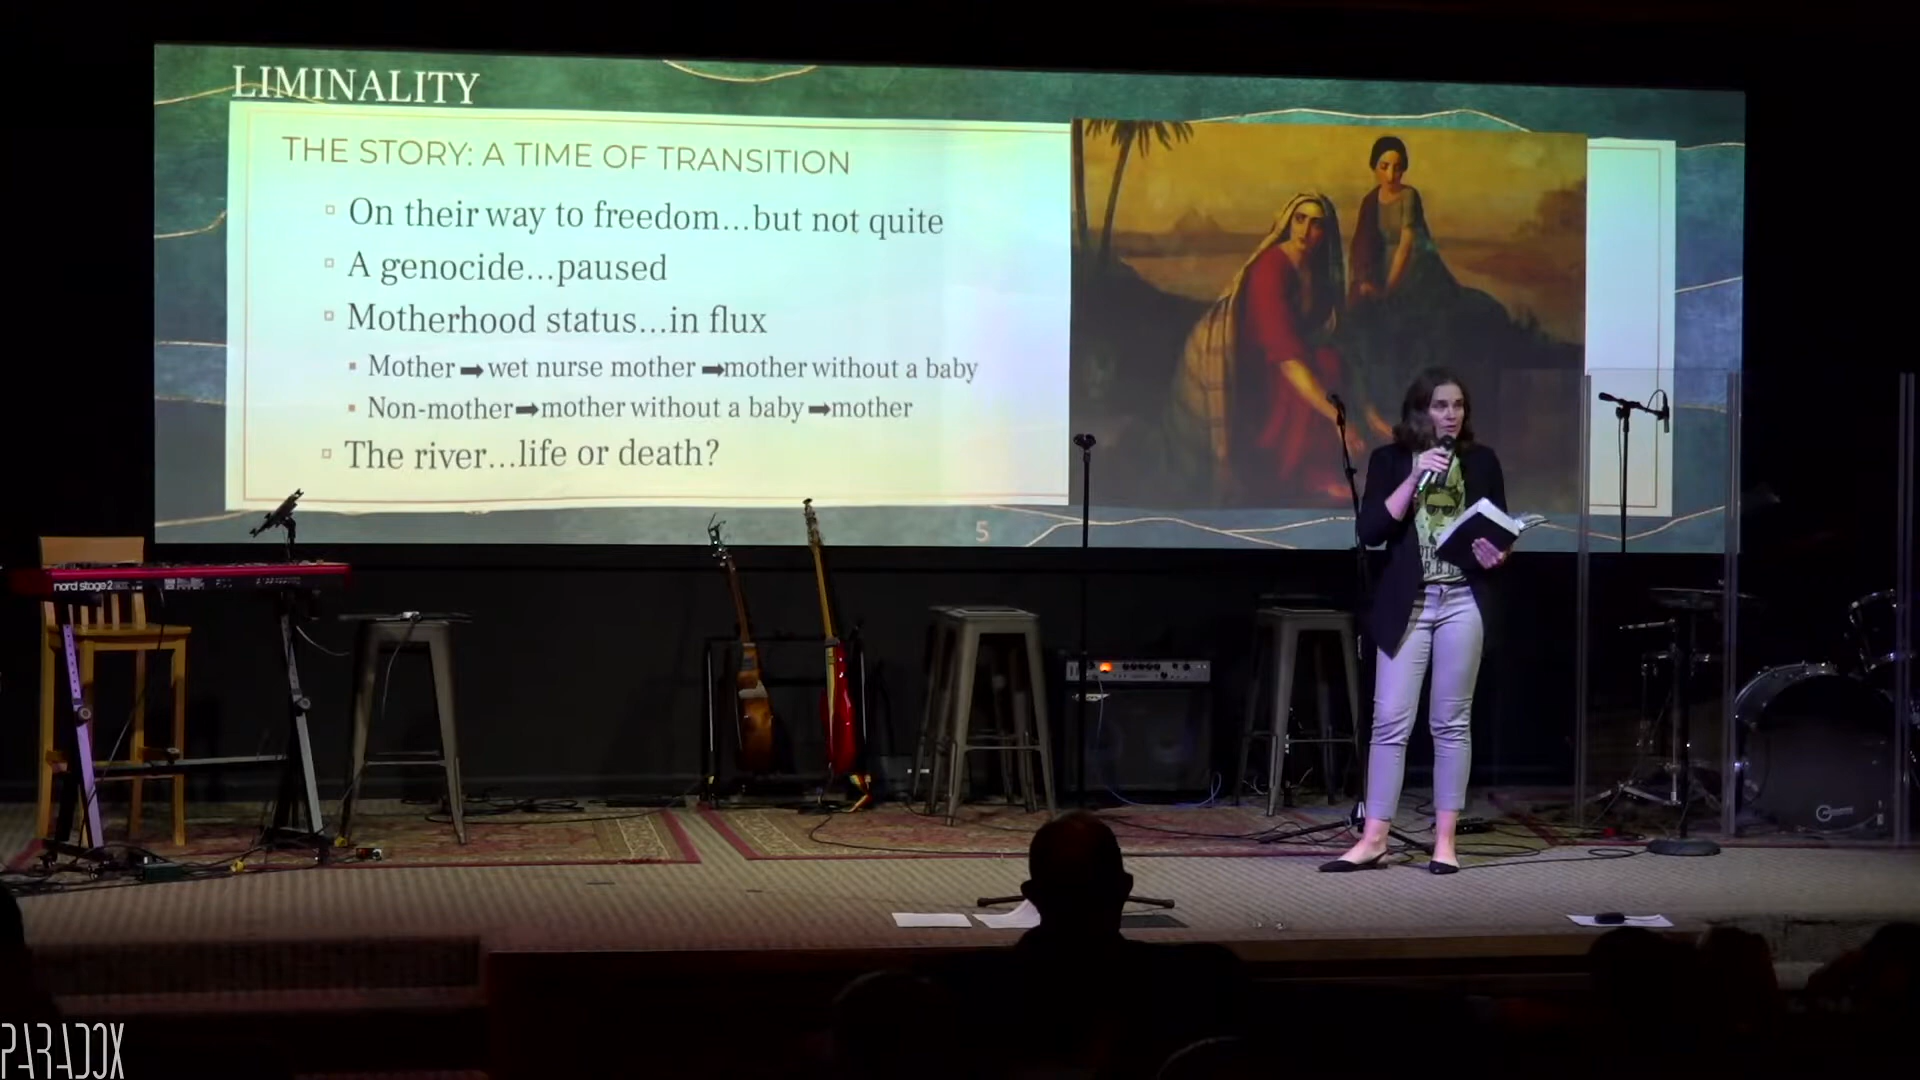 LIMINALITY
THE STORY: A TIME OF TRANSITION
On their way to freedom...but not quite
A genocide...paused
Motherhood status...in flux
Mother➡wet nurse mother➡mother without a baby
Non-mother➡mother without a baby➡mother
The river...life or death?
5
nord stage 2
R.B.G.
PARADOX